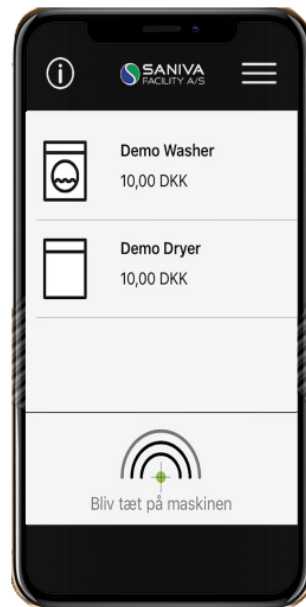 i
SANIVA
FACILITY A/S
Demo Washer
10,00 DKK
Demo Dryer
10,00 DKK
Bliv tæt på maskinen